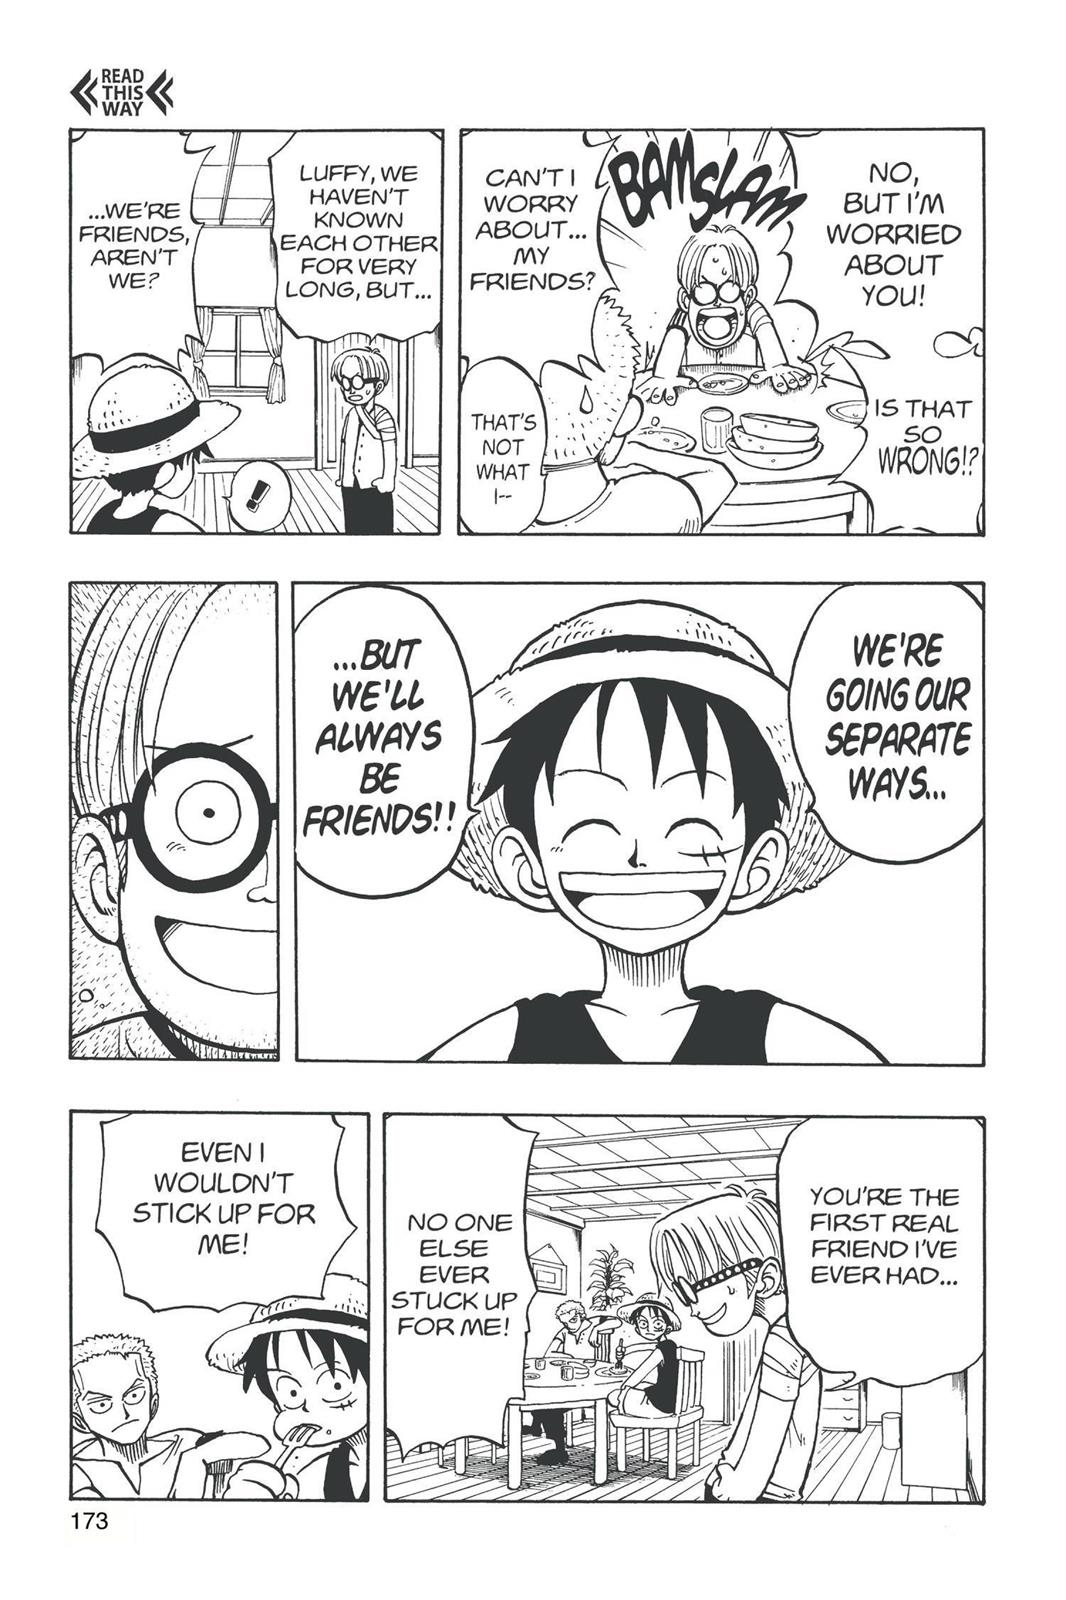 READ
THIS
WAY
NO,
BUT I'M
WORRIED
ABOUT
YOU!
IS THAT
SO
WRONG!?
BAM SLAM
CAN'T I
WORRY
ABOUT...
MY
FRIENDS?
THAT'S
NOT
WHAT
I--
LUFFY, WE
HAVEN'T
KNOWN
EACH OTHER
FOR VERY
LONG, BUT...
...WE'RE
FRIENDS,
AREN'T
WE?
!
WE'RE
GOING OUR
SEPARATE
WAYS...
...BUT
WE'LL
ALWAYS
BE
FRIENDS!!
YOU'RE THE
FIRST REAL
FRIEND I'VE
EVER HAD...
NO ONE
ELSE
EVER
STUCK UP
FOR ME!
EVEN I
WOULDN'T
STICK UP FOR
ME!
173